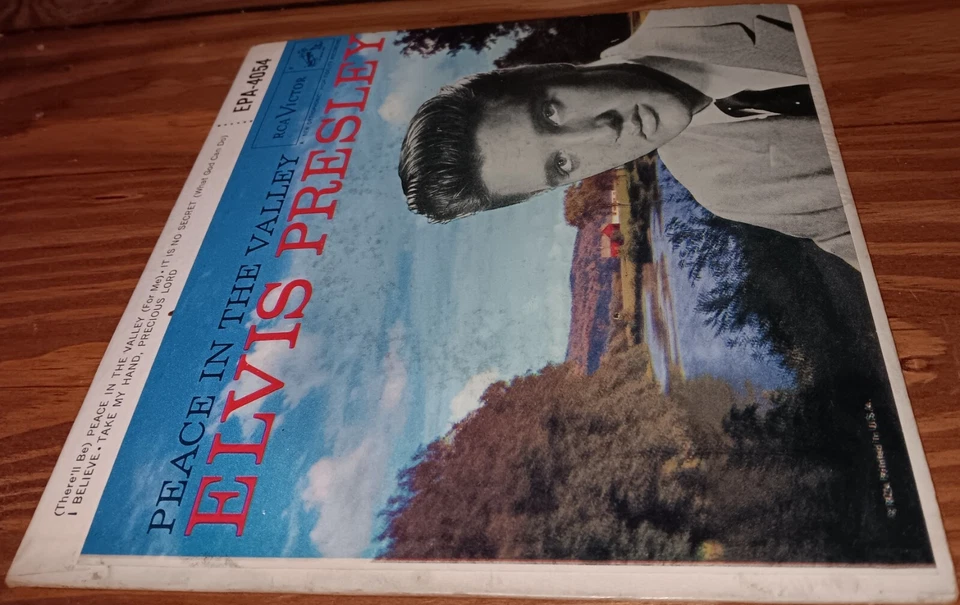 EPA-4054
(There'll Be) PEACE IN THE VALLEY (For Me) • IT IS NO SECRET (What God Can Do)
I BELIEVE • TAKE MY HAND, PRECIOUS LORD
RCA VICTOR
PEACE IN THE VALLEY
ELVIS PRESLEY
Printed in U.S.A.